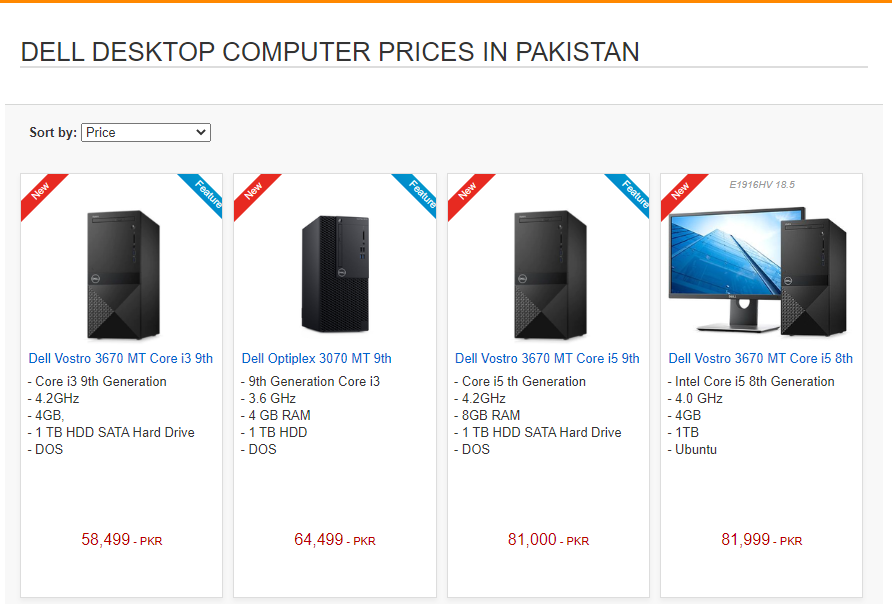 DELL DESKTOP COMPUTER PRICES IN PAKISTAN
Sort by: Price
New
Feature
Dell Vostro 3670 MT Core i3 9th
- Core i3 9th Generation
- 4.2GHz
- 4GB,
- 1 TB HDD SATA Hard Drive
- DOS
58,499 - PKR
New
Feature
Dell Optiplex 3070 MT 9th
- 9th Generation Core i3
- 3.6 GHz
- 4 GB RAM
- 1 TB HDD
- DOS
64,499 - PKR
New
Feature
Dell Vostro 3670 MT Core i5 9th
- Core i5 th Generation
- 4.2GHz
- 8GB RAM
- 1 TB HDD SATA Hard Drive
- DOS
81,000 - PKR
New
E1916HV 18.5
Dell Vostro 3670 MT Core i5 8th
- Intel Core i5 8th Generation
- 4.0 GHz
- 4GB
- 1TB
- Ubuntu
81,999 - PKR